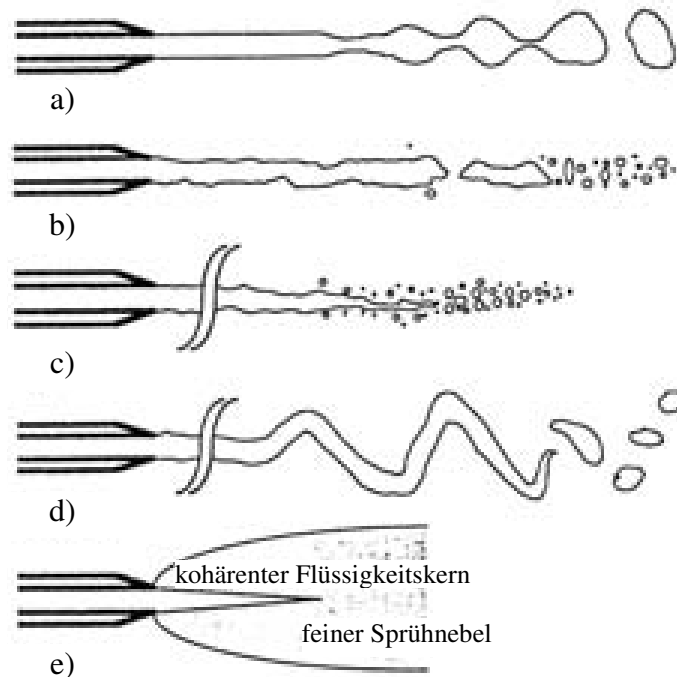 a)
b)
c)
d)
kohärenter Flüssigkeitskern
feiner Sprühnebel
e)